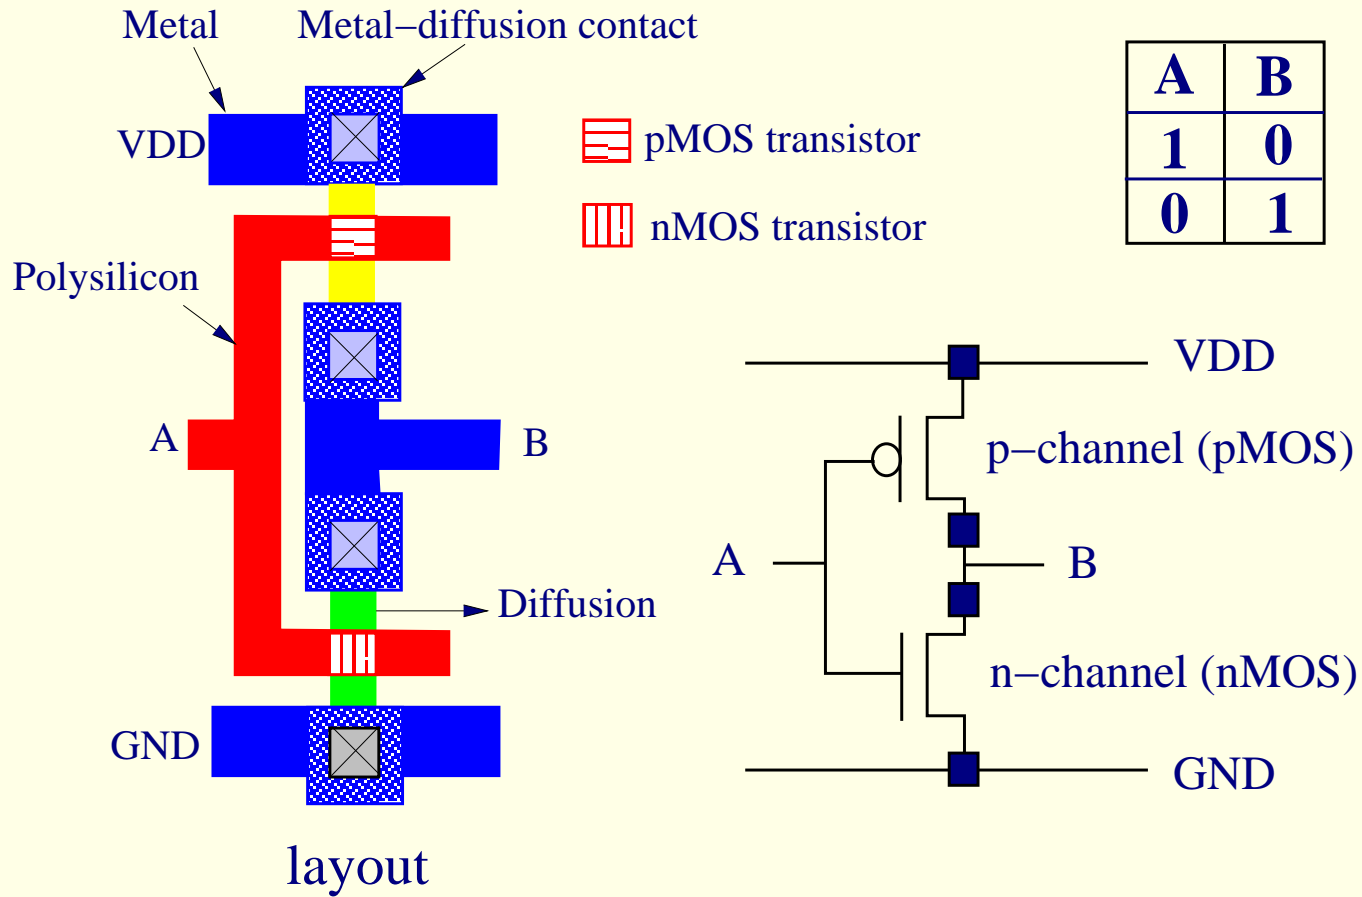 Metal
Metal−diffusion contact
VDD
pMOS transistor
nMOS transistor
A B
1 0
0 1
Polysilicon
A
B
Diffusion
GND
layout
VDD
p−channel (pMOS)
A
B
n−channel (nMOS)
GND